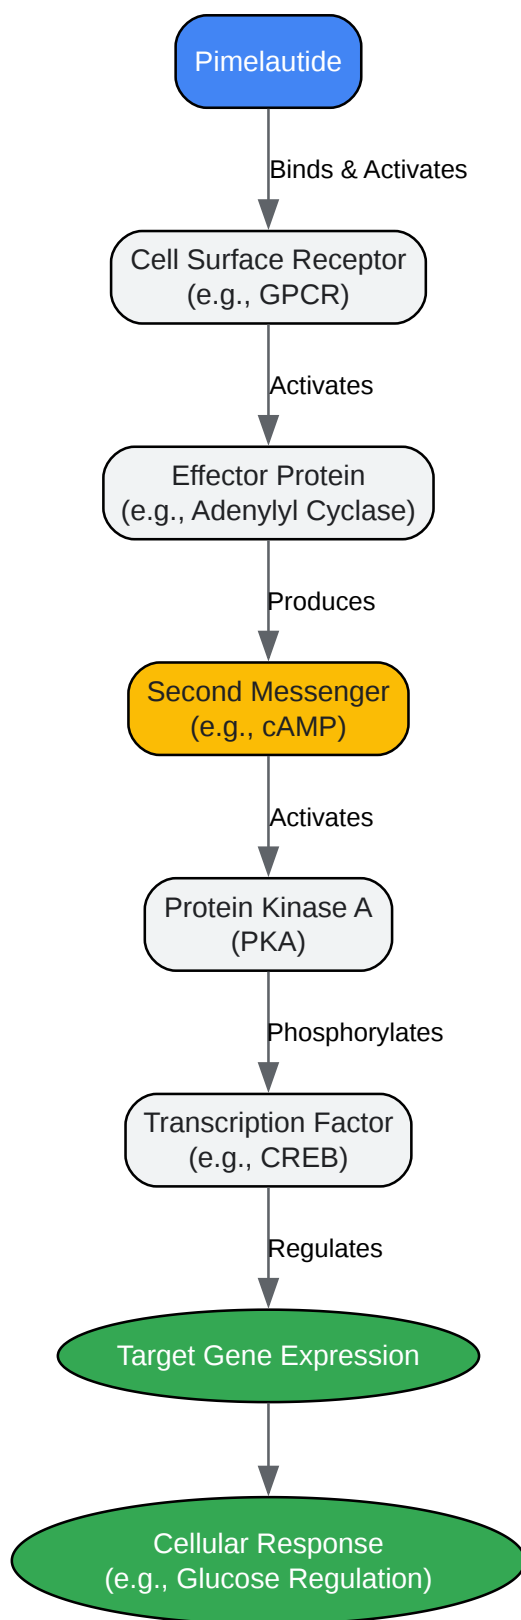 Pimelautide
Binds & Activates
Cell Surface Receptor
(e.g., GPCR)
Activates
Effector Protein
(e.g., Adenylyl Cyclase)
Produces
Second Messenger
(e.g., cAMP)
Activates
Protein Kinase A
(PKA)
Phosphorylates
Transcription Factor
(e.g., CREB)
Regulates
Target Gene Expression
Cellular Response
(e.g., Glucose Regulation)